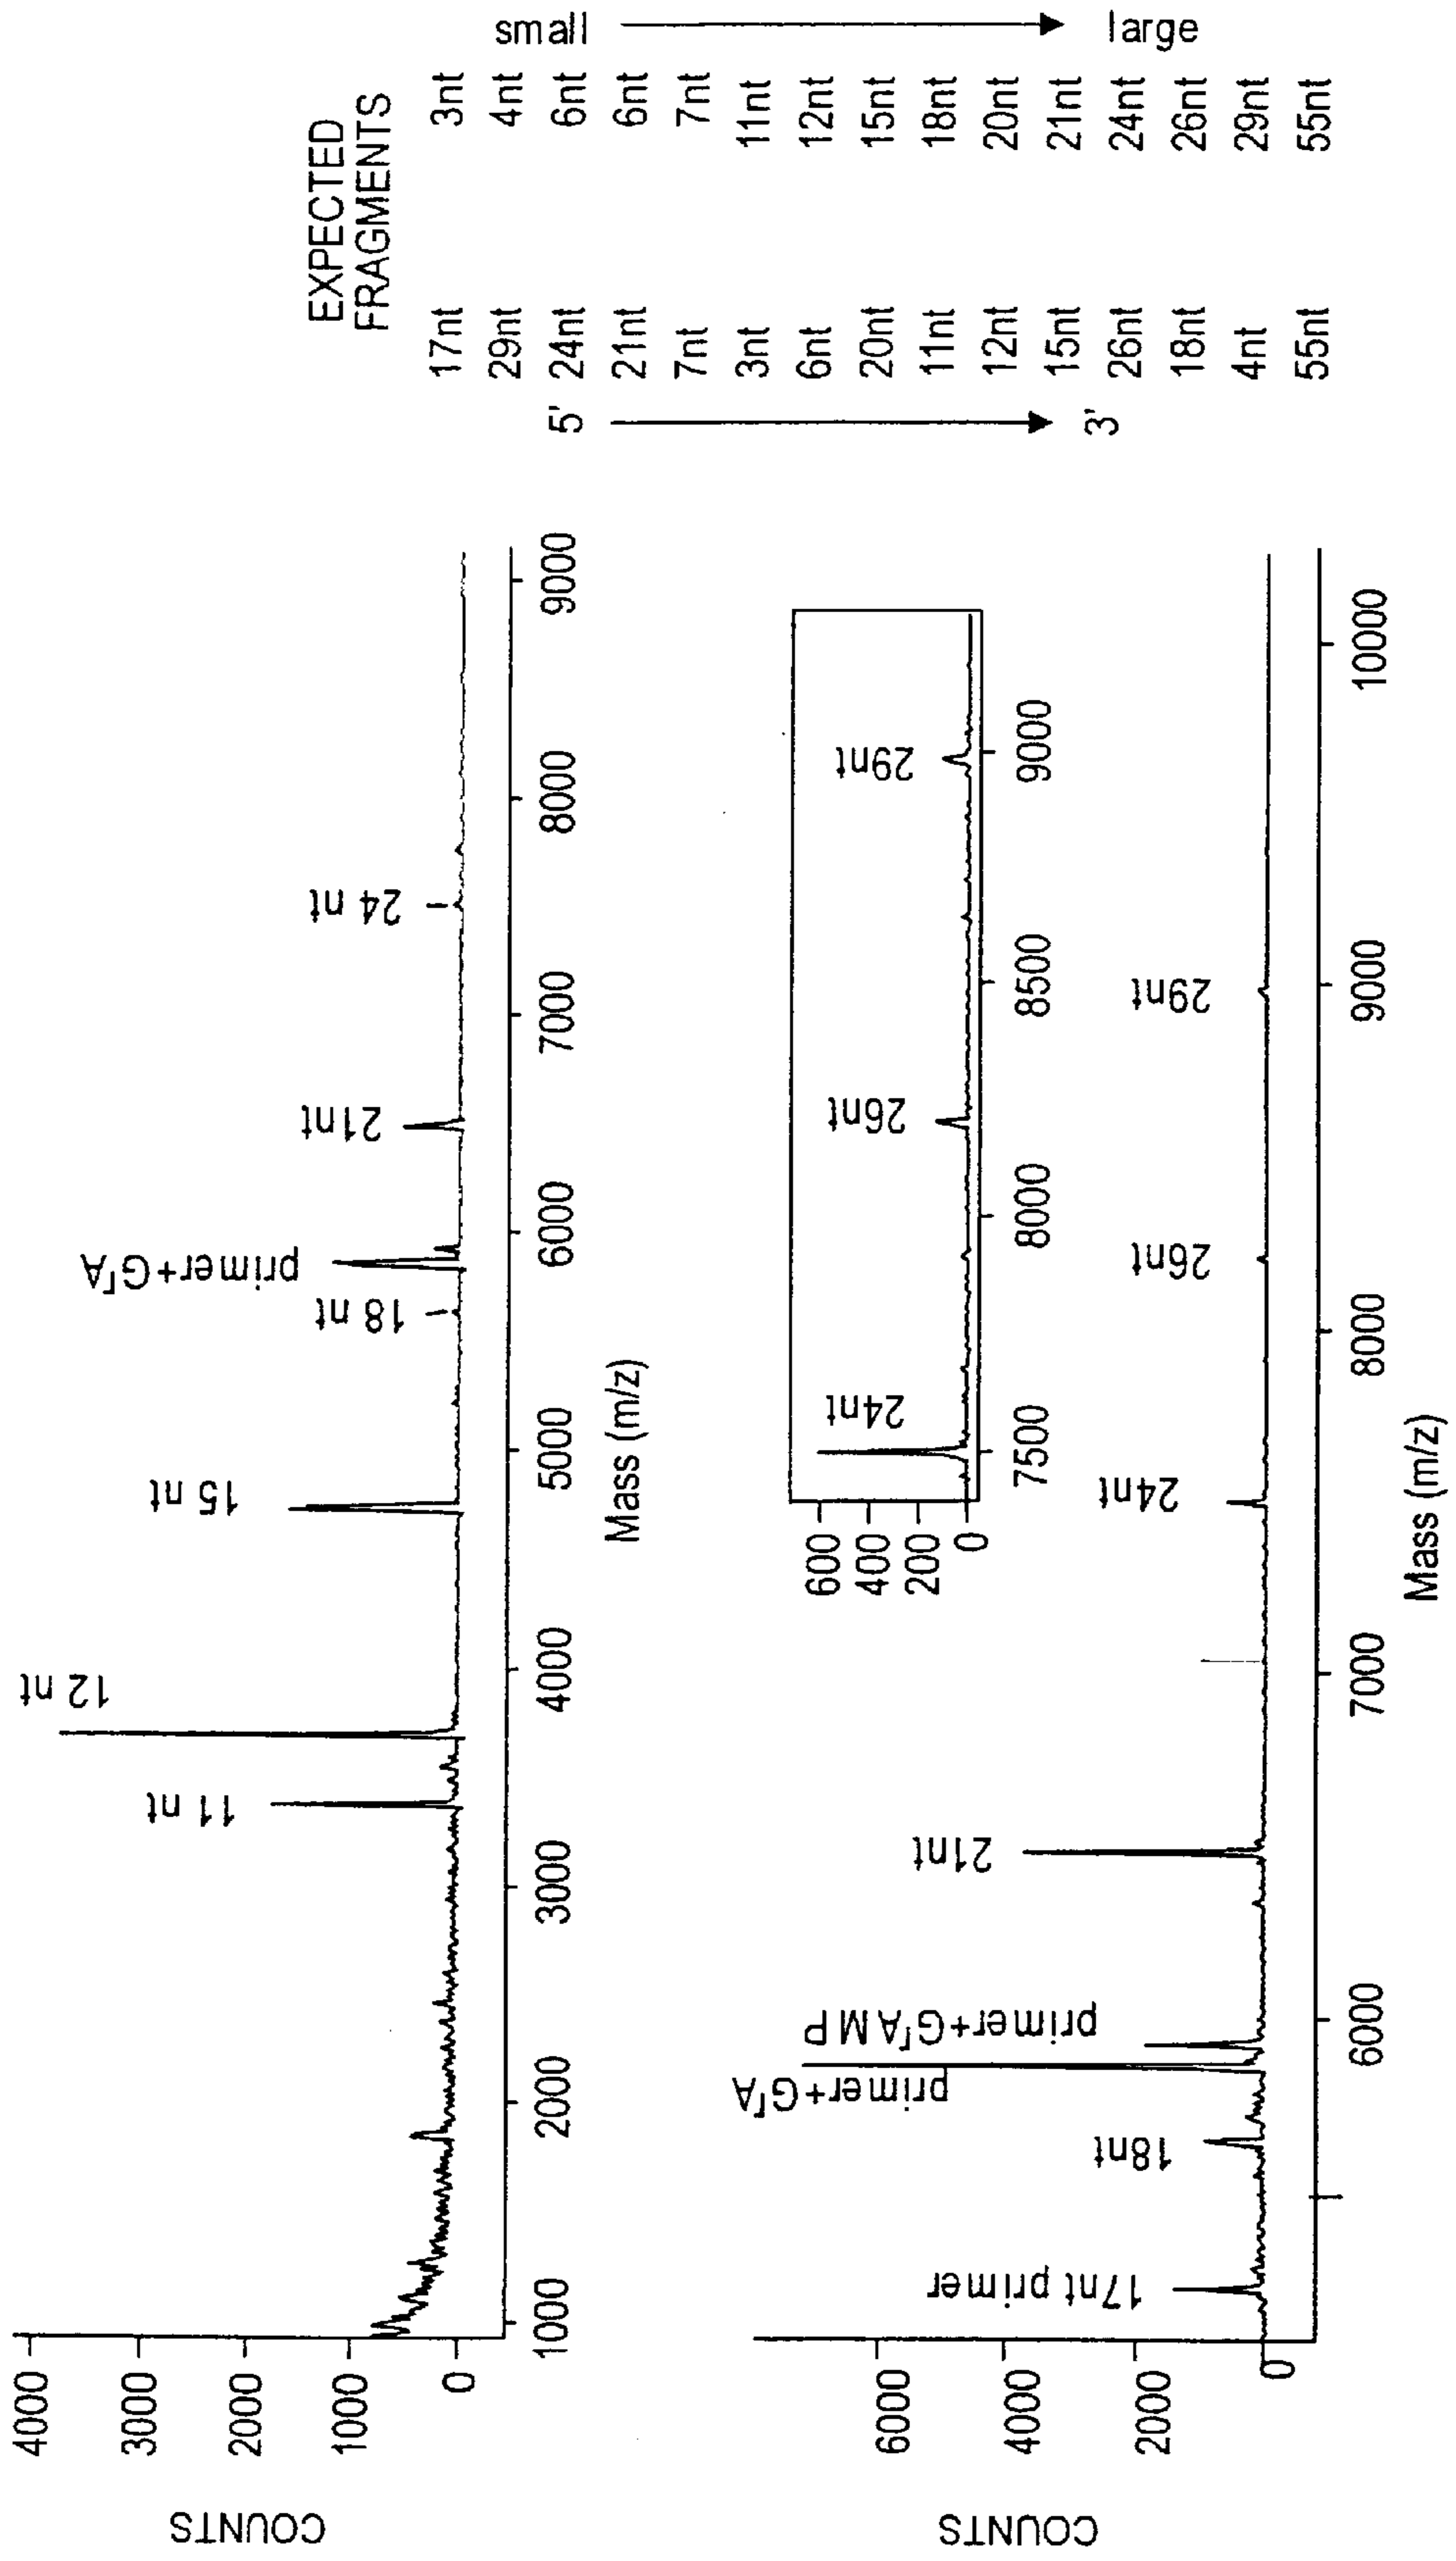 COUNTS
4000
3000
2000
1000
0
11 nt
12 nt
15 nt
18 nt
primer+GʳA
21nt
24 nt
1000
2000
3000
4000
5000
6000
7000
8000
9000
Mass (m/z)
COUNTS
6000
4000
2000
0
17nt primer
18nt
primer+GʳA
primer+GʳAMP
21nt
24nt
26nt
29nt
6000
7000
8000
9000
10000
Mass (m/z)
600
400
200
0
24nt
26nt
29nt
7500
8000
8500
9000
EXPECTED
FRAGMENTS
5'
3'
17nt
29nt
24nt
21nt
7nt
3nt
6nt
20nt
11nt
12nt
15nt
26nt
18nt
4nt
55nt
small
large
3nt
4nt
6nt
6nt
7nt
11nt
12nt
15nt
18nt
20nt
21nt
24nt
26nt
29nt
55nt